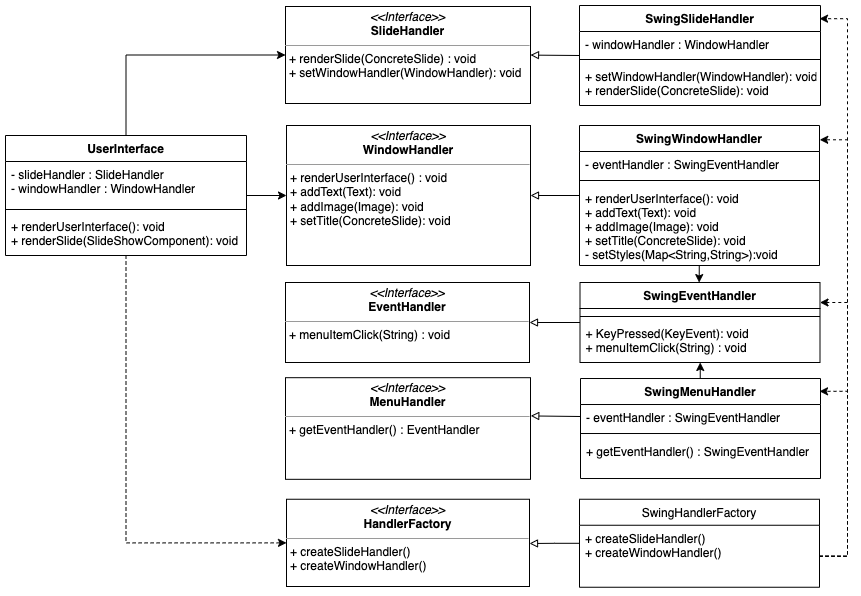 <<Interface>>
SlideHandler
+ renderSlide(ConcreteSlide) : void
+ setWindowHandler(WindowHandler): void
SwingSlideHandler
- windowHandler : WindowHandler
+ setWindowHandler(WindowHandler): void
+ renderSlide(ConcreteSlide): void
UserInterface
- slideHandler : SlideHandler
- windowHandler : WindowHandler
+ renderUserInterface(): void
+ renderSlide(SlideShowComponent): void
<<Interface>>
WindowHandler
+ renderUserInterface() : void
+ addText(Text): void
+ addImage(Image): void
+ setTitle(ConcreteSlide): void
SwingWindowHandler
- eventHandler : SwingEventHandler
+ renderUserInterface(): void
+ addText(Text): void
+ addImage(Image): void
+ setTitle(ConcreteSlide): void
- setStyles(Map<String,String>):void
<<Interface>>
EventHandler
+ menuItemClick(String) : void
SwingEventHandler
+ KeyPressed(KeyEvent): void
+ menuItemClick(String) : void
<<Interface>>
MenuHandler
+ getEventHandler() : EventHandler
SwingMenuHandler
- eventHandler : SwingEventHandler
+ getEventHandler() : SwingEventHandler
<<Interface>>
HandlerFactory
+ createSlideHandler()
+ createWindowHandler()
SwingHandlerFactory
+ createSlideHandler()
+ createWindowHandler()